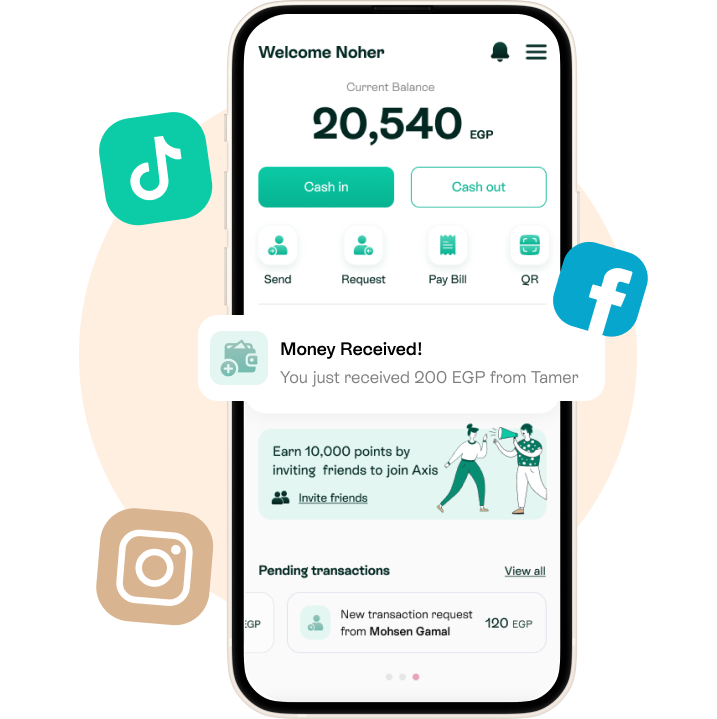 Welcome Noher
Current Balance
20,540 EGP
Cash in
Cash out
Send
Request
Pay Bill
QR
Money Received!
You just received 200 EGP from Tamer
Earn 10,000 points by
inviting friends to join Axis
Invite friends
Pending transactions
View all
EGP
New transaction request
from Mohsen Gamal
120 EGP